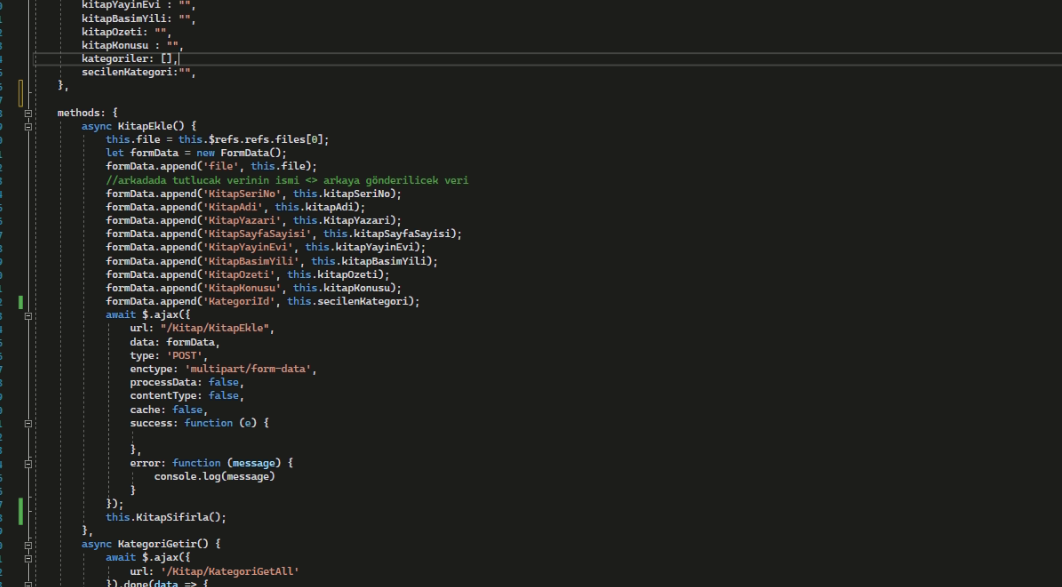 kitapYayinEvi : "",
kitapBasimYili: "",
kitapOzeti: "",
kitapKonusu : "",
kategoriler: [],
secilenKategori:"",
},
methods: {
async KitapEkle() {
this.file = this.$refs.refs.files[0];
let formData = new FormData();
formData.append('file', this.file);
//arkadada tutlucak verinin ismi <> arkaya gönderilicek veri
formData.append('KitapSeriNo', this.kitapSeriNo);
formData.append('KitapAdi', this.kitapAdi);
formData.append('KitapYazari', this.KitapYazari);
formData.append('KitapSayfaSayisi', this.kitapSayfaSayisi);
formData.append('KitapYayinEvi', this.kitapYayinEvi);
formData.append('KitapBasimYili', this.kitapBasimYili);
formData.append('KitapOzeti', this.kitapOzeti);
formData.append('KitapKonusu', this.kitapKonusu);
formData.append('KategoriId', this.secilenKategori);
await $.ajax({
url: "/Kitap/KitapEkle",
data: formData,
type: 'POST',
enctype: 'multipart/form-data',
processData: false,
contentType: false,
cache: false,
success: function (e) {
},
error: function (message) {
console.log(message)
}
});
this.KitapSifirla();
},
async KategoriGetir() {
await $.ajax({
url: '/Kitap/KategoriGetAll'
}).done(data => {